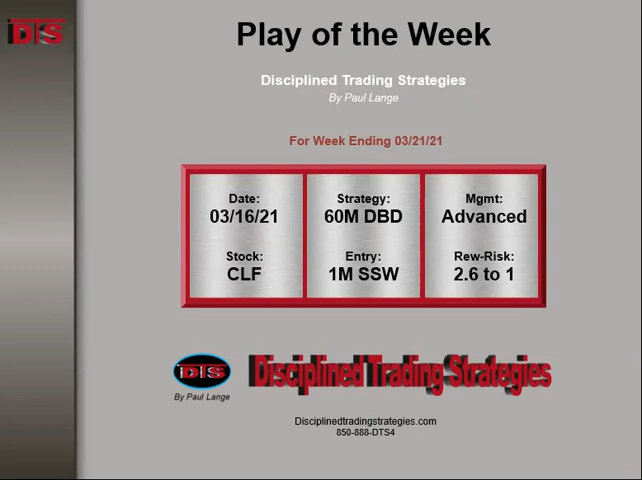 DTS
Play of the Week
Disciplined Trading Strategies
By Paul Lange
For Week Ending 03/21/21
Date:
03/16/21
Strategy:
60M DBD
Mgmt:
Advanced
Stock:
CLF
Entry:
1M SSW
Rew-Risk:
2.6 to 1
DTS
By Paul Lange
Disciplined Trading Strategies
Disciplinedtradingstrategies.com
850-888-DTS4